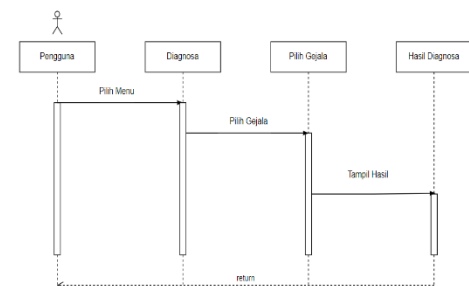 Pengguna
Diagnosa
Pilih Gejala
Hasil Diagnosa
Pilih Menu
Pilih Gejala
Tampil Hasil
return